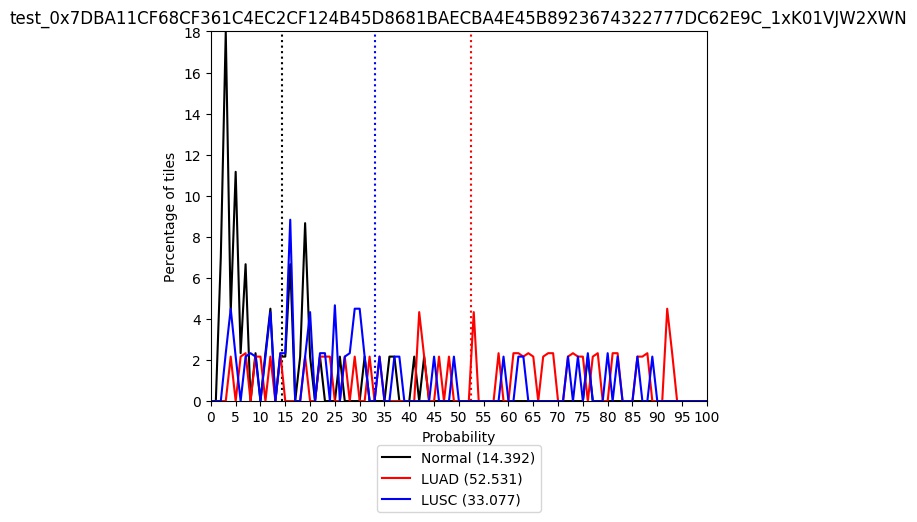 test_0x7DBA11CF68CF361C4EC2CF124B45D8681BAECBA4E45B8923674322777DC62E9C_1xK01VJW2XWN
18
16
14
12
10
8
6
4
2
0
Percentage of tiles
0 5 10 15 20 25 30 35 40 45 50 55 60 65 70 75 80 85 90 95 100
Probability
Normal (14.392)
LUAD (52.531)
LUSC (33.077)